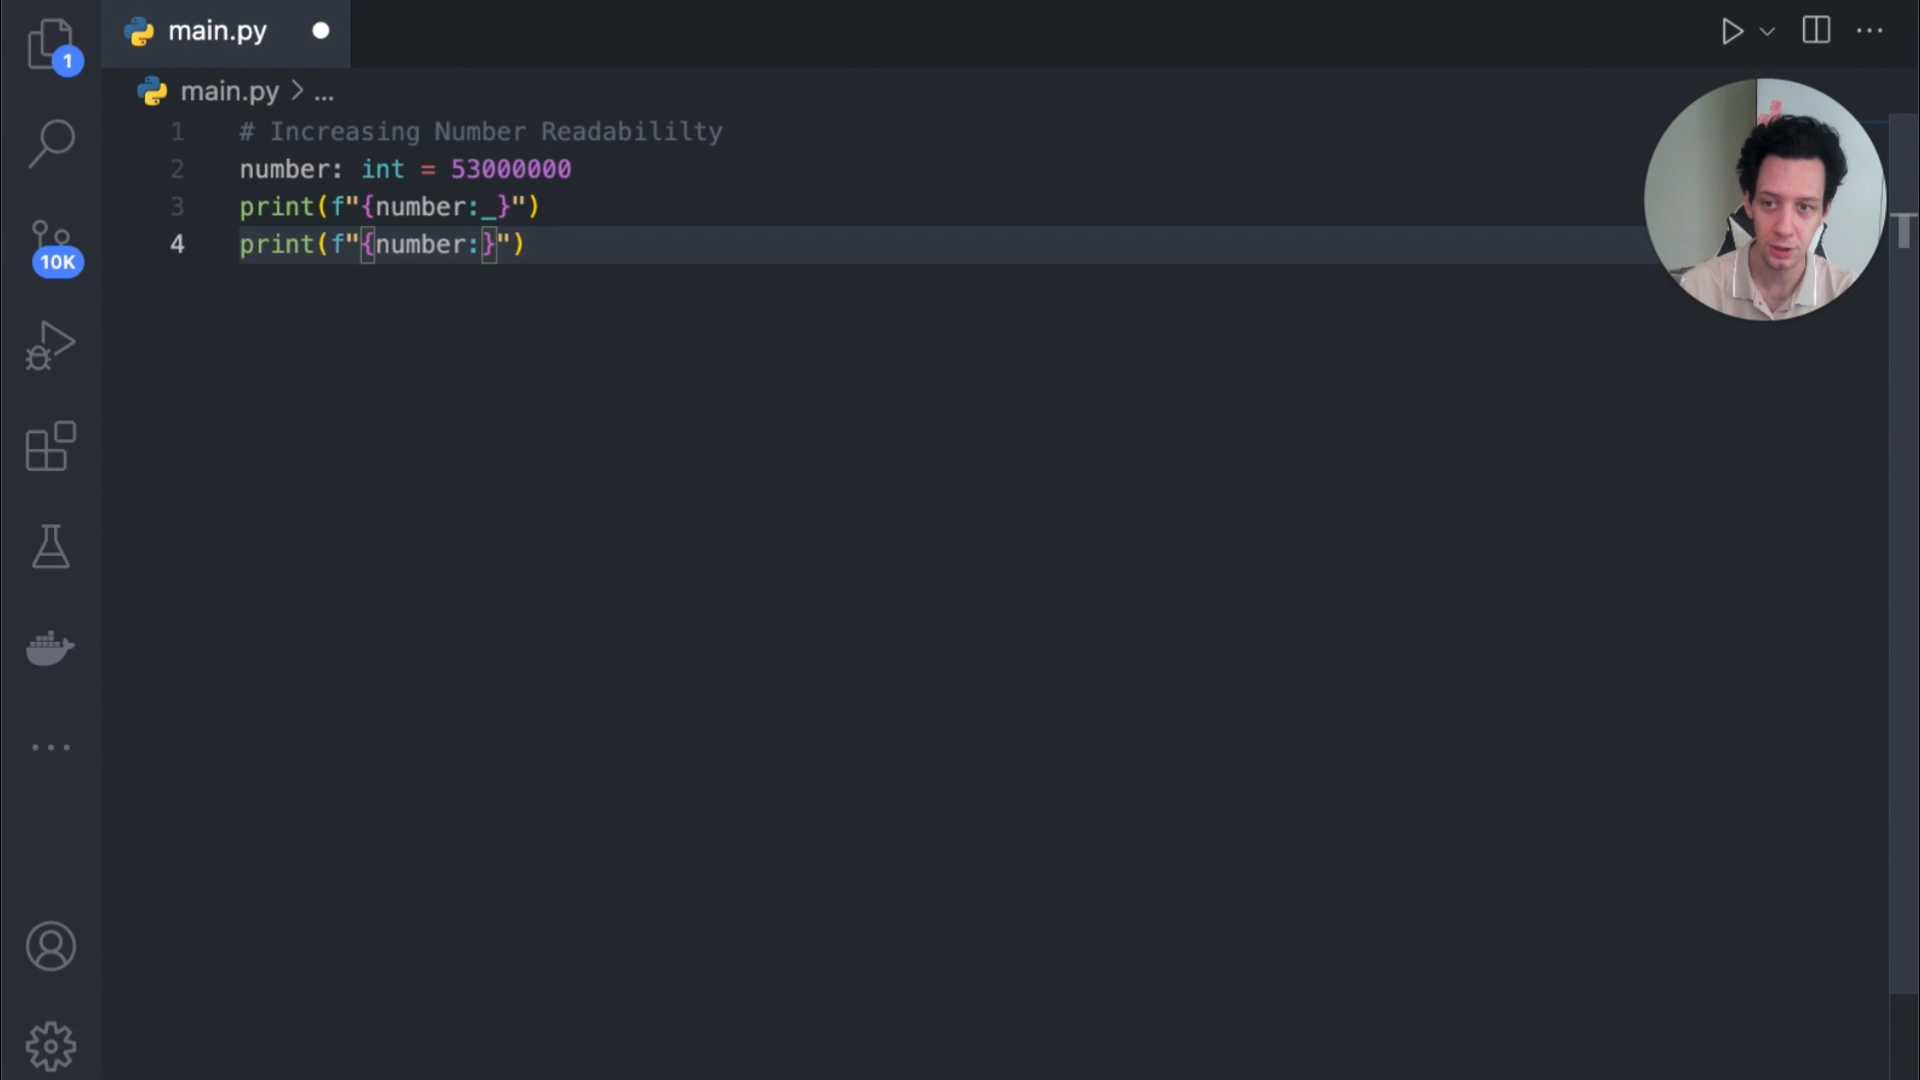 main.py
1
main.py > ...
1 # Increasing Number Readabililty
2 number: int = 53000000
3 print(f"{number:_}")
4 print(f"{number:}")
10K